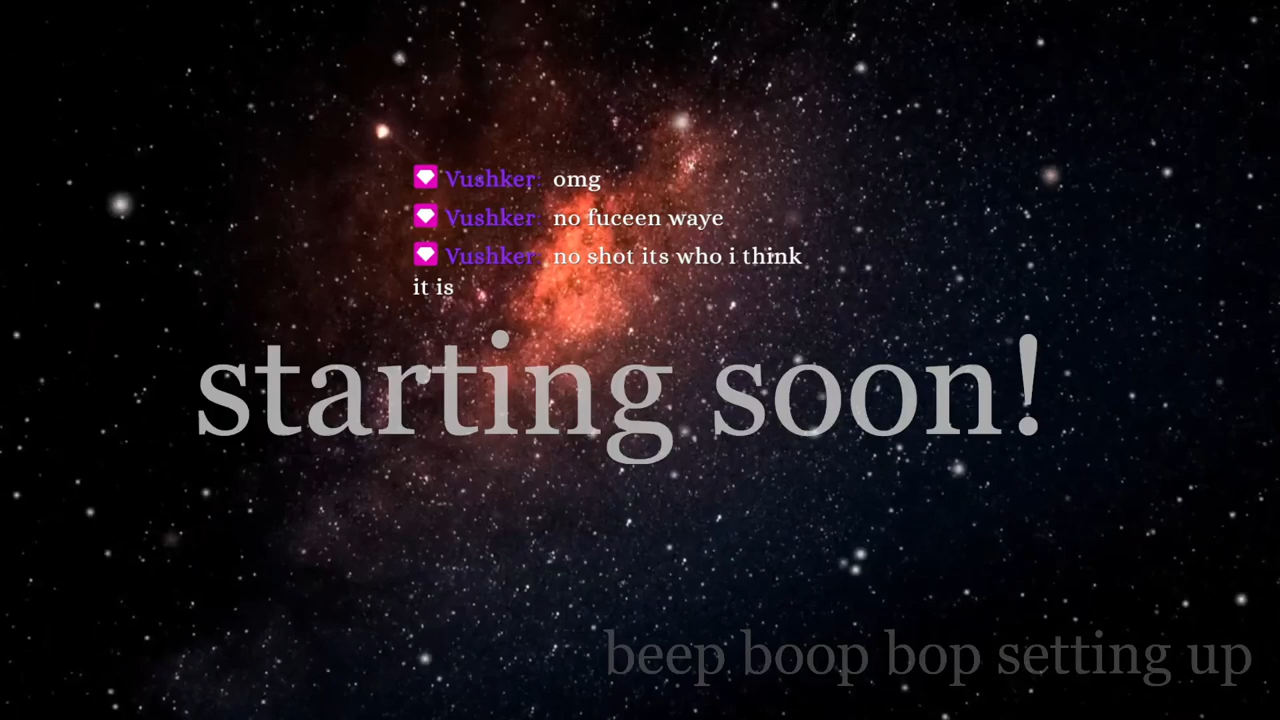 Vushker: omg
Vushker: no fuceen waye
Vushker: no shot its who i think
it is
starting soon!
beep boop bop setting up